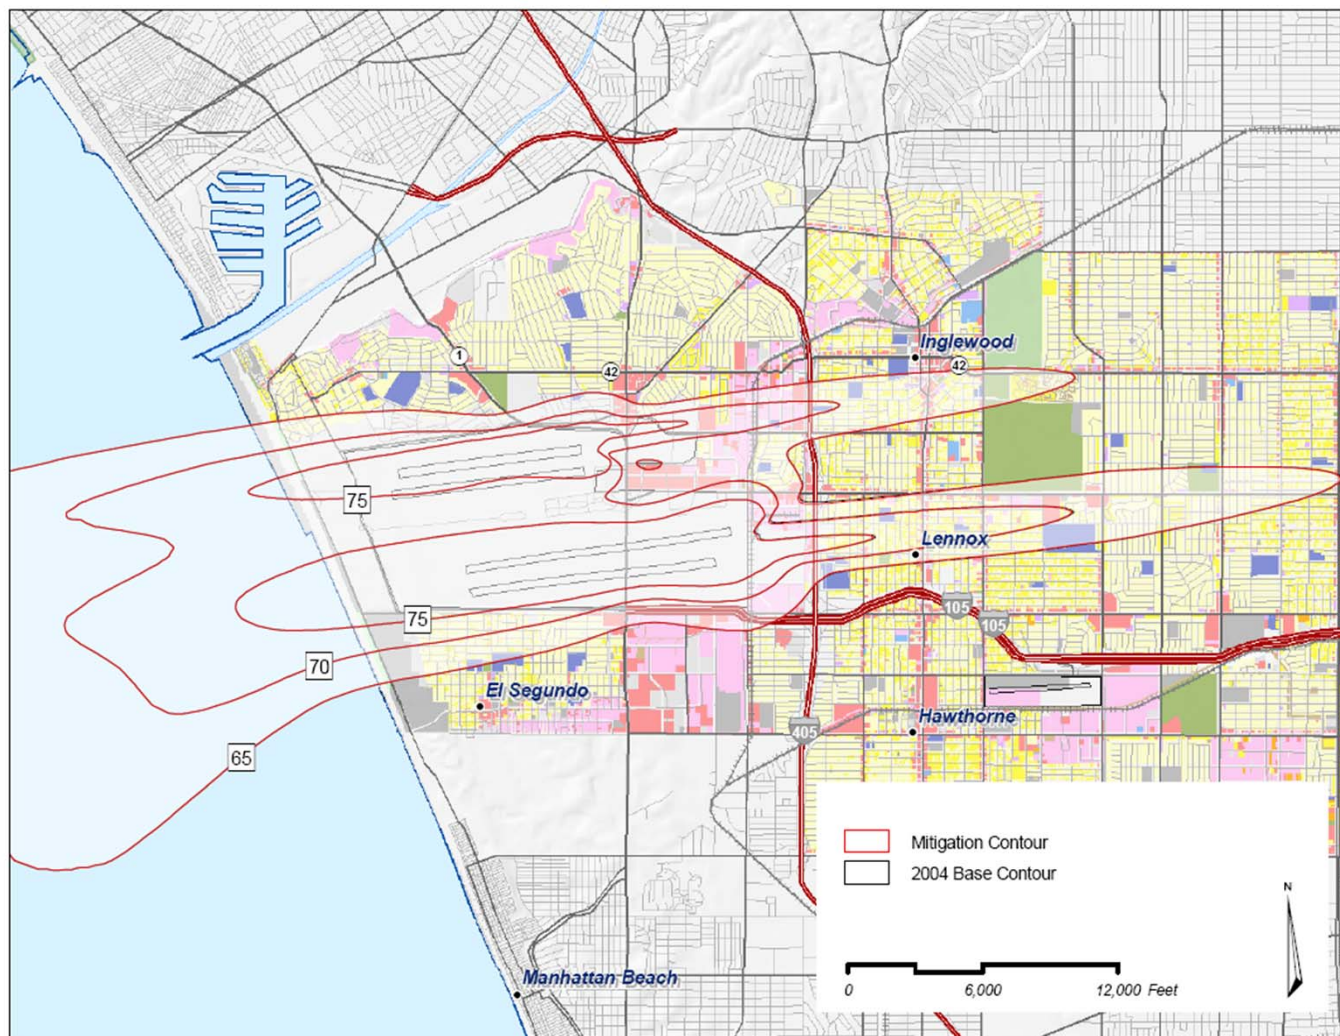 1
42
Inglewood
42
75
Lennox
105
105
75
70
El Segundo
Hawthorne
405
65
Mitigation Contour
2004 Base Contour
N
0 6,000 12,000 Feet
Manhattan Beach